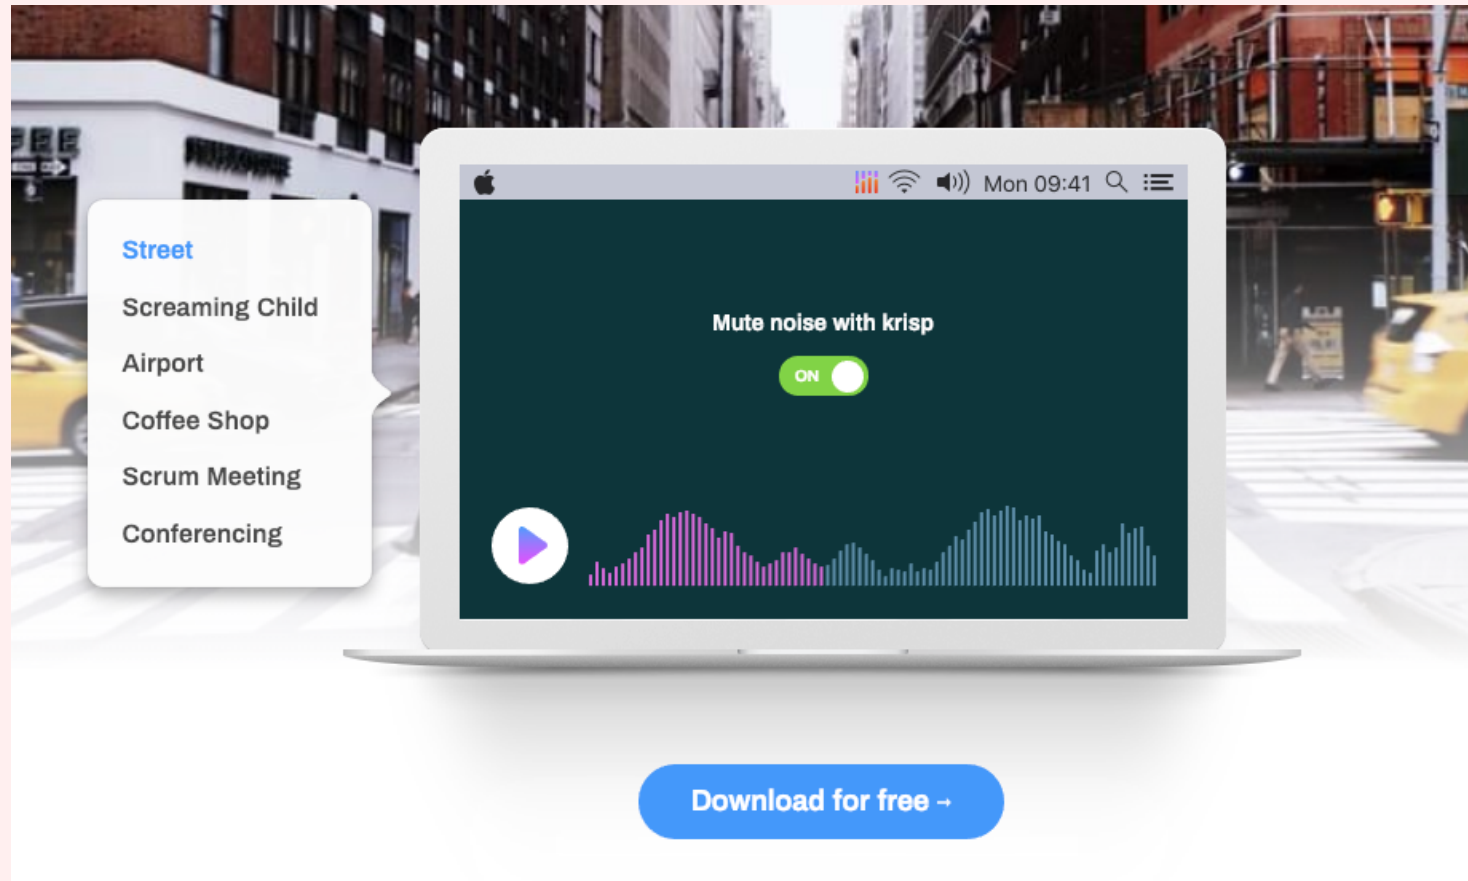 Street
Screaming Child
Airport
Coffee Shop
Scrum Meeting
Conferencing
Mon 09:41
Mute noise with krisp
ON
Download for free →